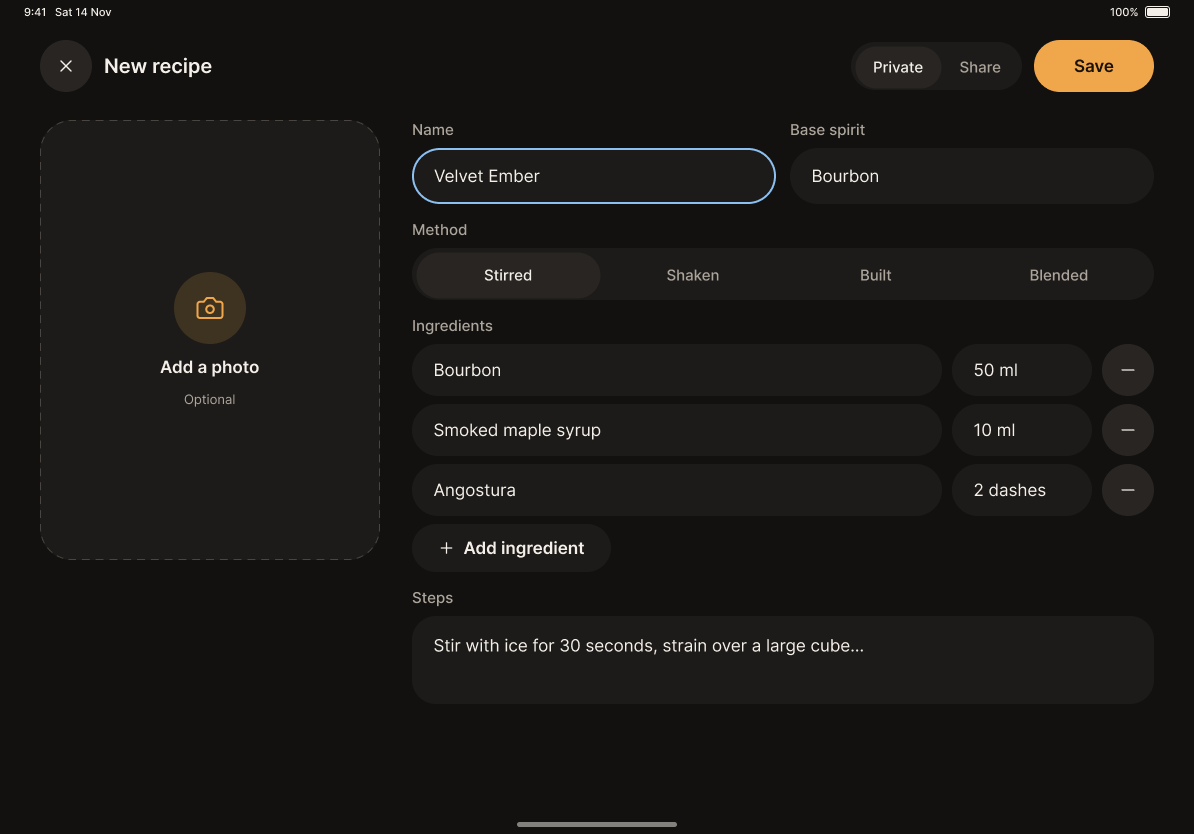 9:41 Sat 14 Nov
100%
New recipe
Private
Share
Save
Add a photo
Optional
Name
Base spirit
Velvet Ember
Bourbon
Method
Stirred
Shaken
Built
Blended
Ingredients
Bourbon
50 ml
Smoked maple syrup
10 ml
Angostura
2 dashes
Add ingredient
Steps
Stir with ice for 30 seconds, strain over a large cube…